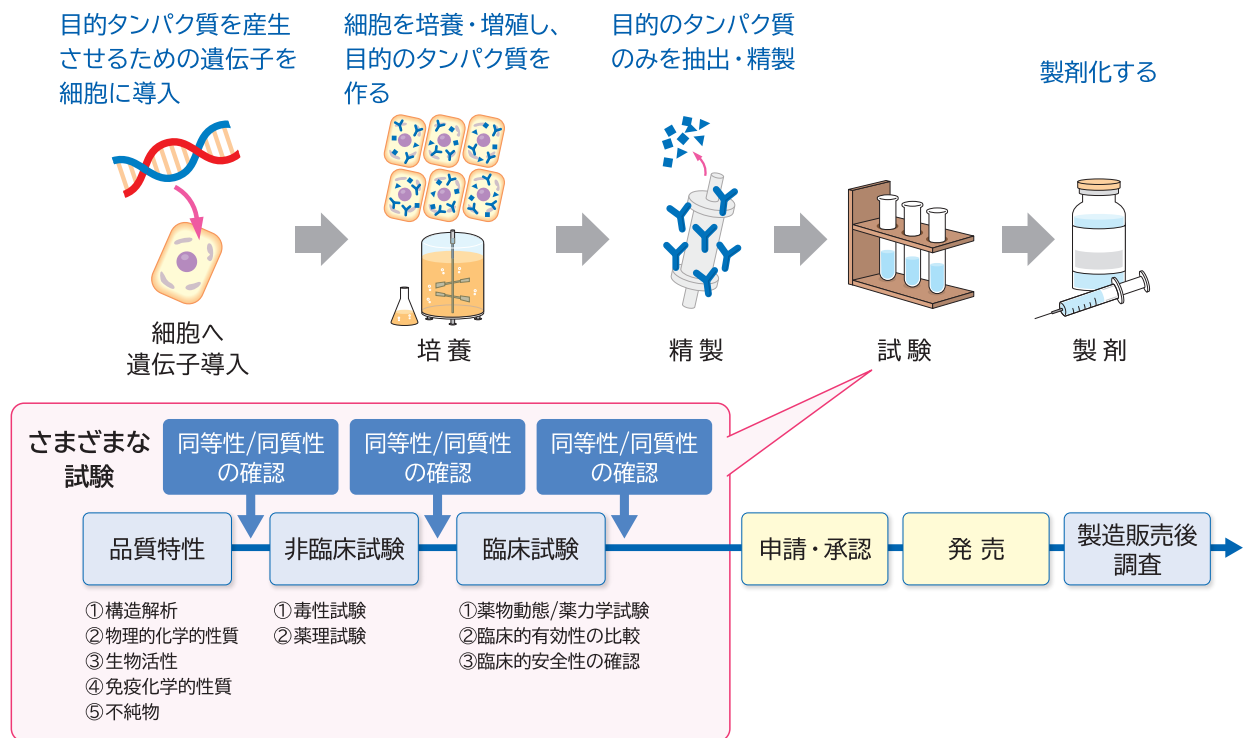 目的タンパク質を産生
させるための遺伝子を
細胞に導入
細胞を培養・増殖し、
目的のタンパク質を
作る
目的のタンパク質
のみを抽出・精製
製剤化する
細胞へ
遺伝子導入
培養
精製
試験
製剤
さまざまな
試験
同等性/同質性
の確認
同等性/同質性
の確認
同等性/同質性
の確認
品質特性
非臨床試験
臨床試験
申請・承認
発売
製造販売後
調査
①構造解析
②物理的化学的性質
③生物活性
④免疫化学的性質
⑤不純物
①毒性試験
②薬理試験
①薬物動態/薬力学試験
②臨床的有効性の比較
③臨床的安全性の確認